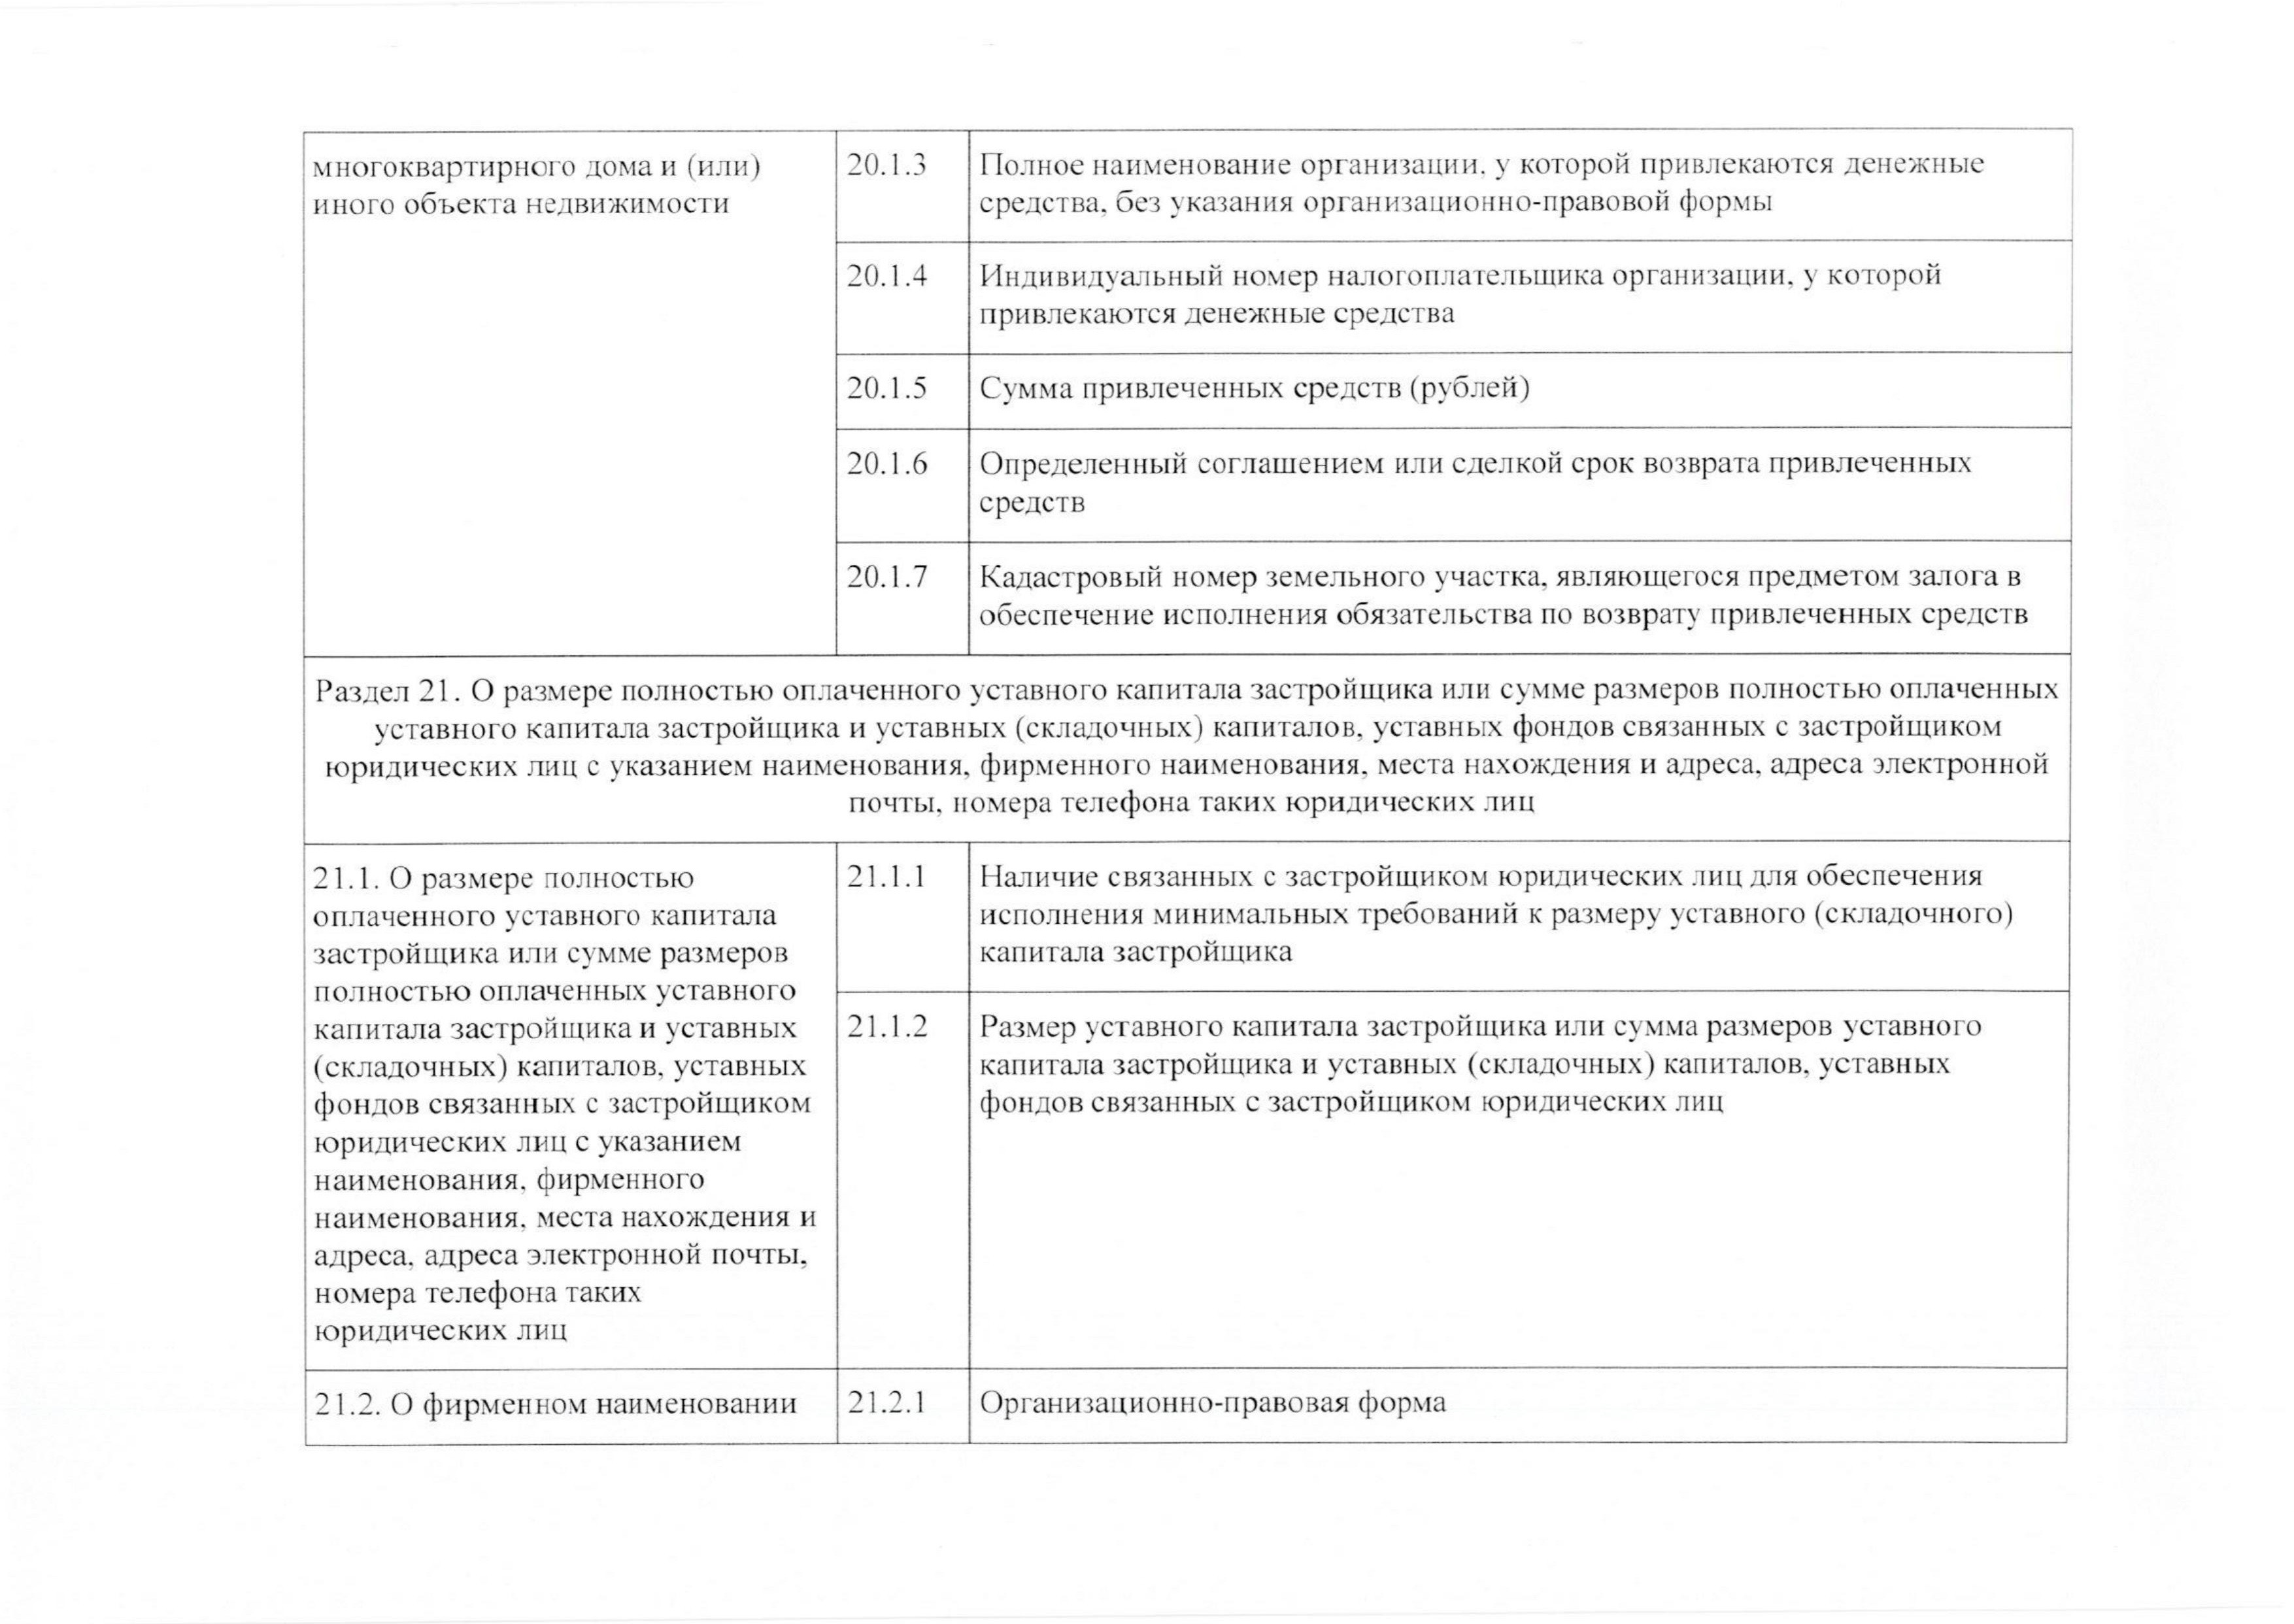 многоквартирного дома и (или)
иного объекта недвижимости
20.1.3
Полное наименование организации, у которой привлекаются денежные
средства, без указания организационно-правовой формы
20.1.4
Индивидуальный номер налогоплательщика организации, у которой
привлекаются денежные средства
20.1.5
Сумма привлеченных средств (рублей)
20.1.6
Определенный соглашением или сделкой срок возврата привлеченных
средств
20.1.7
Кадастровый номер земельного участка, являющегося предметом залога в
обеспечение исполнения обязательства по возврату привлеченных средств
Раздел 21. О размере полностью оплаченного уставного капитала застройщика или сумме размеров полностью оплаченных
уставного капитала застройщика и уставных (складочных) капиталов, уставных фондов связанных с застройщиком
юридических лиц с указанием наименования, фирменного наименования, места нахождения и адреса, адреса электронной
почты, номера телефона таких юридических лиц
21.1. О размере полностью
оплаченного уставного капитала
застройщика или сумме размеров
полностью оплаченных уставного
капитала застройщика и уставных
(складочных) капиталов, уставных
фондов связанных с застройщиком
юридических лиц с указанием
наименования, фирменного
наименования, места нахождения и
адреса, адреса электронной почты,
номера телефона таких
юридических лиц
21.1.1
Наличие связанных с застройщиком юридических лиц для обеспечения
исполнения минимальных требований к размеру уставного (складочного)
капитала застройщика
21.1.2
Размер уставного капитала застройщика или сумма размеров уставного
капитала застройщика и уставных (складочных) капиталов, уставных
фондов связанных с застройщиком юридических лиц
21.2. О фирменном наименовании
21.2.1
Организационно-правовая форма